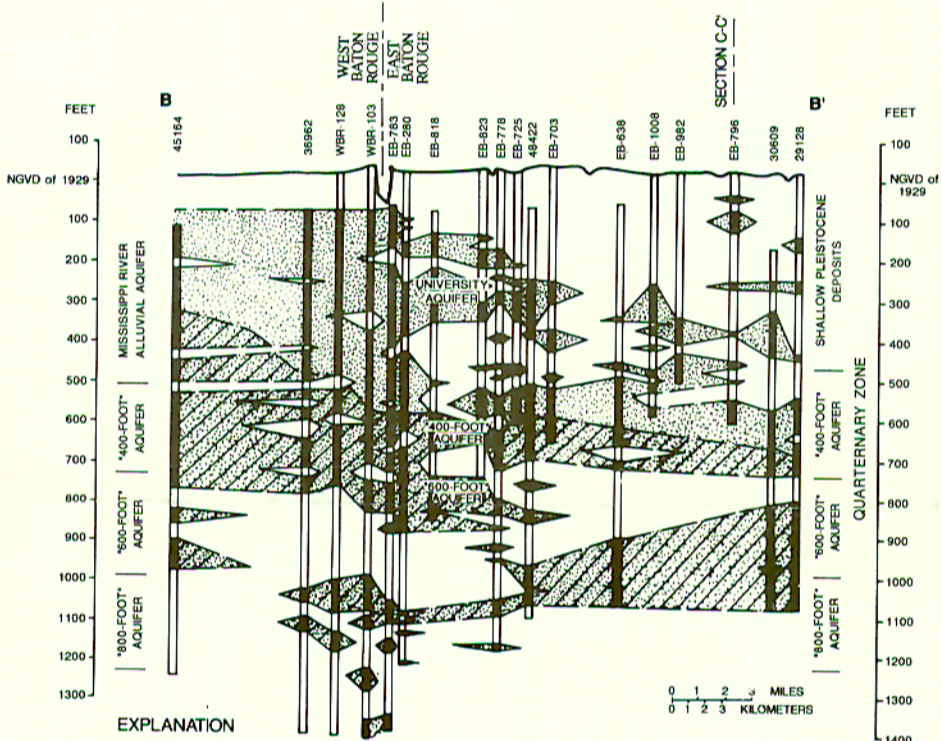 WEST
BATON
ROUGE
EAST
BATON
ROUGE
SECTION C-C'
B
B'
FEET
FEET
45164
36962
WBR-128
WBR-103
EB-783
EB-280
EB-818
EB-823
EB-778
EB-725
48422
EB-703
EB-638
EB-1008
EB-982
EB-796
30609
29128
100
NGVD of 1929
100
200
300
400
500
600
700
800
900
1000
1100
1200
1300
100
NGVD of
1929
100
200
300
400
500
600
700
800
900
1000
1100
1200
1300
1400
MISSISSIPPI RIVER
ALLUVIAL AQUIFER
"400-FOOT"
AQUIFER
"600-FOOT"
AQUIFER
"800-FOOT"
AQUIFER
UNIVERSITY
AQUIFER
"400-FOOT"
AQUIFER
"600-FOOT"
AQUIFER
SHALLOW PLEISTOCENE
DEPOSITS
"400-FOOT"
AQUIFER
"600-FOOT"
AQUIFER
"800-FOOT"
AQUIFER
QUARTERNARY ZONE
0 1 2 3 MILES
0 1 2 3 KILOMETERS
EXPLANATION